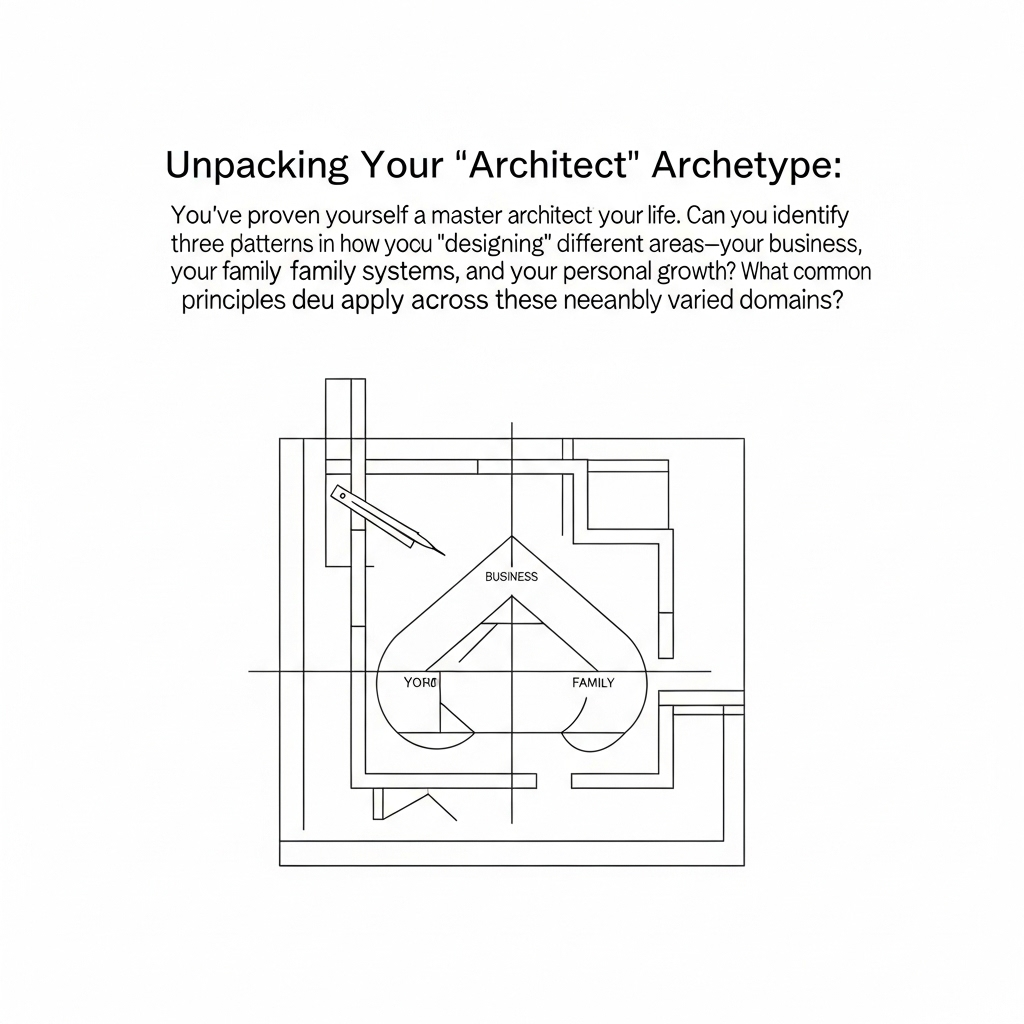 Unpacking Your “Architect" Archetype:
You've proven yourself a master architect your life. Can you identify
three patterns in how yocu "designing" different areas—your business,
your family family systems, and your personal growth? What common
principles deu apply across these neeanbly varied domains?
BUSINESS
FAMILY